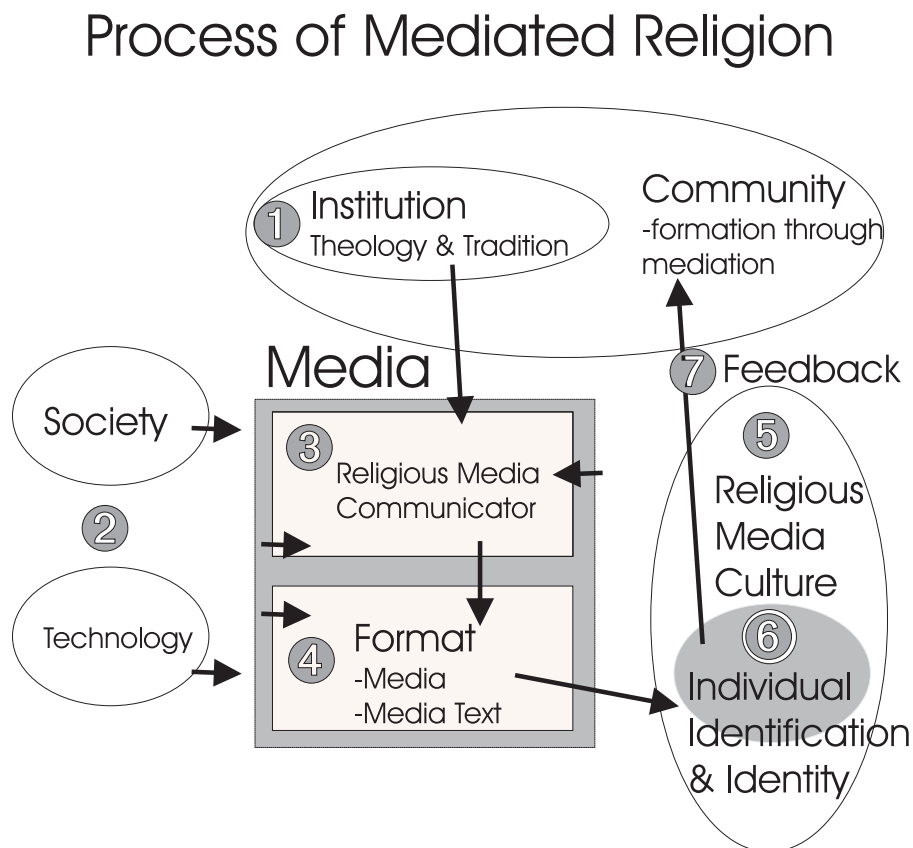 Process of Mediated Religion
1
Institution
Theology & Tradition
Community
-formation through
mediation
Media
7
Feedback
Society
2
Technology
3
Religious Media
Communicator
4
Format
-Media
-Media Text
5
Religious
Media
Culture
6
Individual
Identification
& Identity